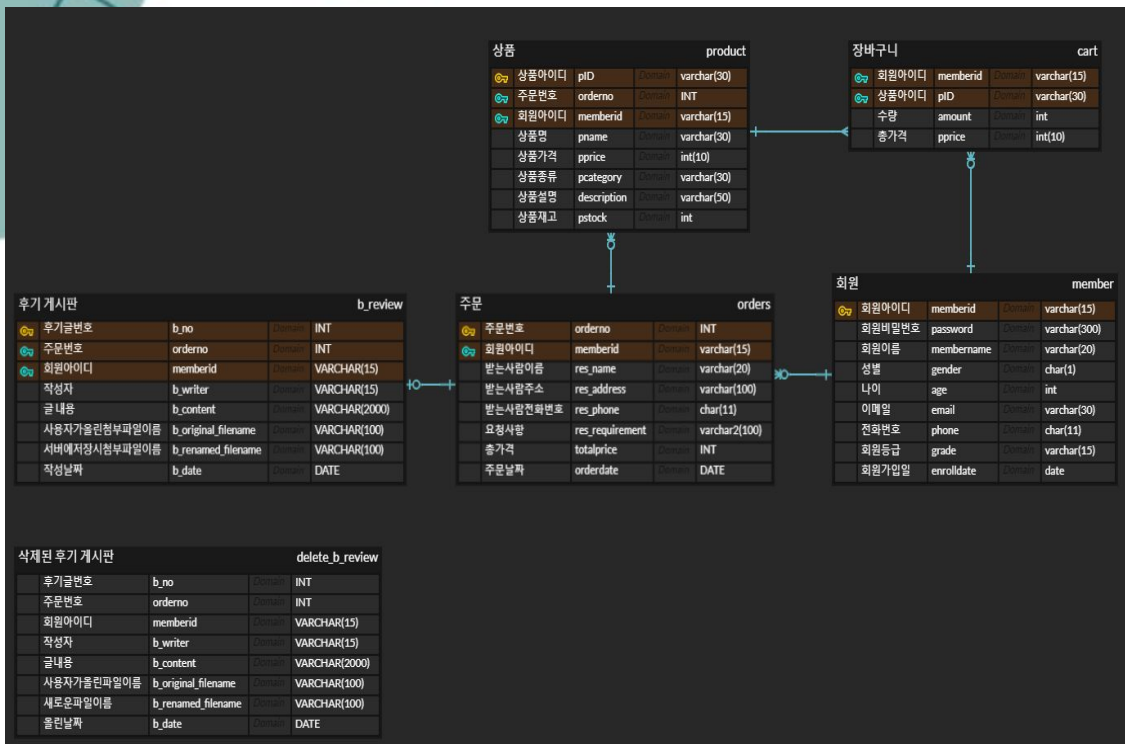 상품 product
상품아이디 pID Domain varchar(30)
주문번호 orderno Domain INT
회원아이디 memberid Domain varchar(15)
상품명 pname Domain varchar(30)
상품가격 pprice Domain int(10)
상품종류 pcategory Domain varchar(30)
상품설명 description Domain varchar(50)
상품재고 pstock Domain int
장바구니 cart
회원아이디 memberid Domain varchar(15)
상품아이디 pID Domain varchar(30)
수량 amount Domain int
총가격 pprice Domain int(10)
후기 게시판 b_review
후기글번호 b_no Domain INT
주문번호 orderno Domain INT
회원아이디 memberid Domain VARCHAR(15)
작성자 b_writer Domain VARCHAR(15)
글 내용 b_content Domain VARCHAR(2000)
사용자가올린첨부파일이름 b_original_filename Domain VARCHAR(100)
서버에저장시첨부파일이름 b_renamed_filename Domain VARCHAR(100)
작성날짜 b_date Domain DATE
주문 orders
주문번호 orderno Domain INT
회원아이디 memberid Domain varchar(15)
받는사람이름 res_name Domain varchar(20)
받는사람주소 res_address Domain varchar(100)
받는사람전화번호 res_phone Domain char(11)
요청사항 res_requirement Domain varchar2(100)
총가격 totalprice Domain INT
주문날짜 orderdate Domain DATE
회원 member
회원아이디 memberid Domain varchar(15)
회원비밀번호 password Domain varchar(300)
회원이름 membername Domain varchar(20)
성별 gender Domain char(1)
나이 age Domain int
이메일 email Domain varchar(30)
전화번호 phone Domain char(11)
회원등급 grade Domain varchar(15)
회원가입일 enrolldate Domain date
삭제된 후기 게시판 delete_b_review
후기글번호 b_no Domain INT
주문번호 orderno Domain INT
회원아이디 memberid Domain VARCHAR(15)
작성자 b_writer Domain VARCHAR(15)
글내용 b_content Domain VARCHAR(2000)
사용자가올린파일이름 b_original_filename Domain VARCHAR(100)
새로운파일이름 b_renamed_filename Domain VARCHAR(100)
올린날짜 b_date Domain DATE